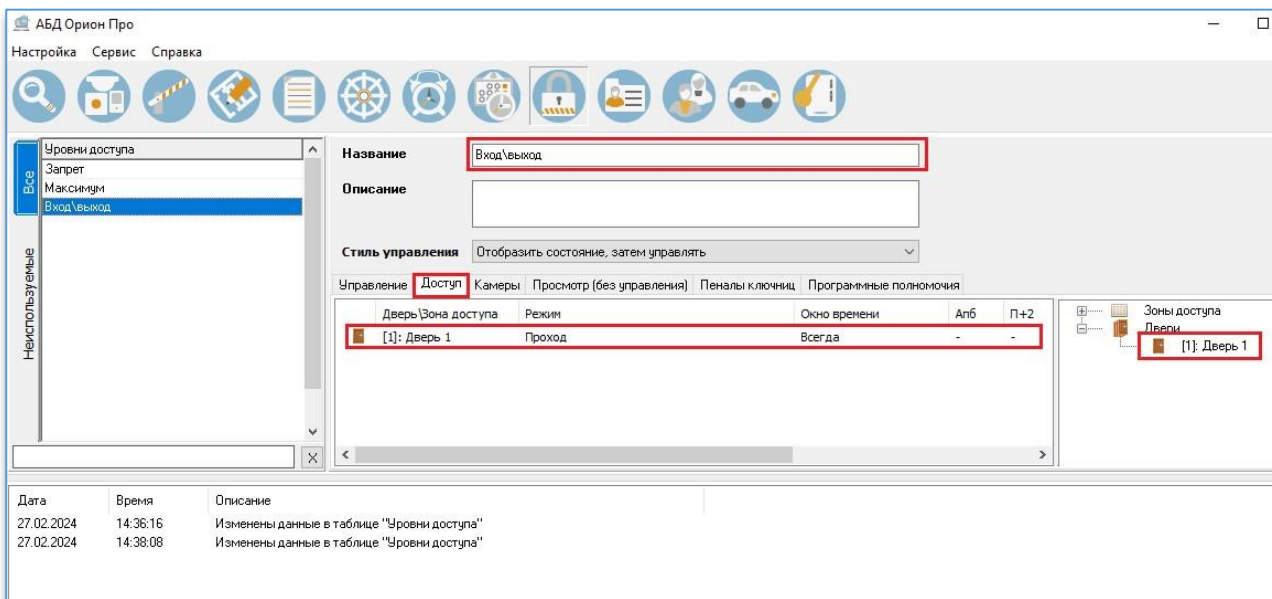 АБД Орион Про
Настройка Сервис Справка
Все
Неиспользуемые
Уровни доступа
Запрет
Максимум
Вход\выход
X
Название Вход\выход
Описание
Стиль управления Отобразить состояние, затем управлять
Управление Доступ Камеры Просмотр (без управления) Пеналы ключниц Программные полномочия
Дверь\Зона доступа Режим Окно времени Апб П+2
[1]: Дверь 1 Проход Всегда - -
Зоны доступа
Двери
[1]: Дверь 1
Дата Время Описание
27.02.2024 14:36:16 Изменены данные в таблице "Уровни доступа"
27.02.2024 14:38:08 Изменены данные в таблице "Уровни доступа"